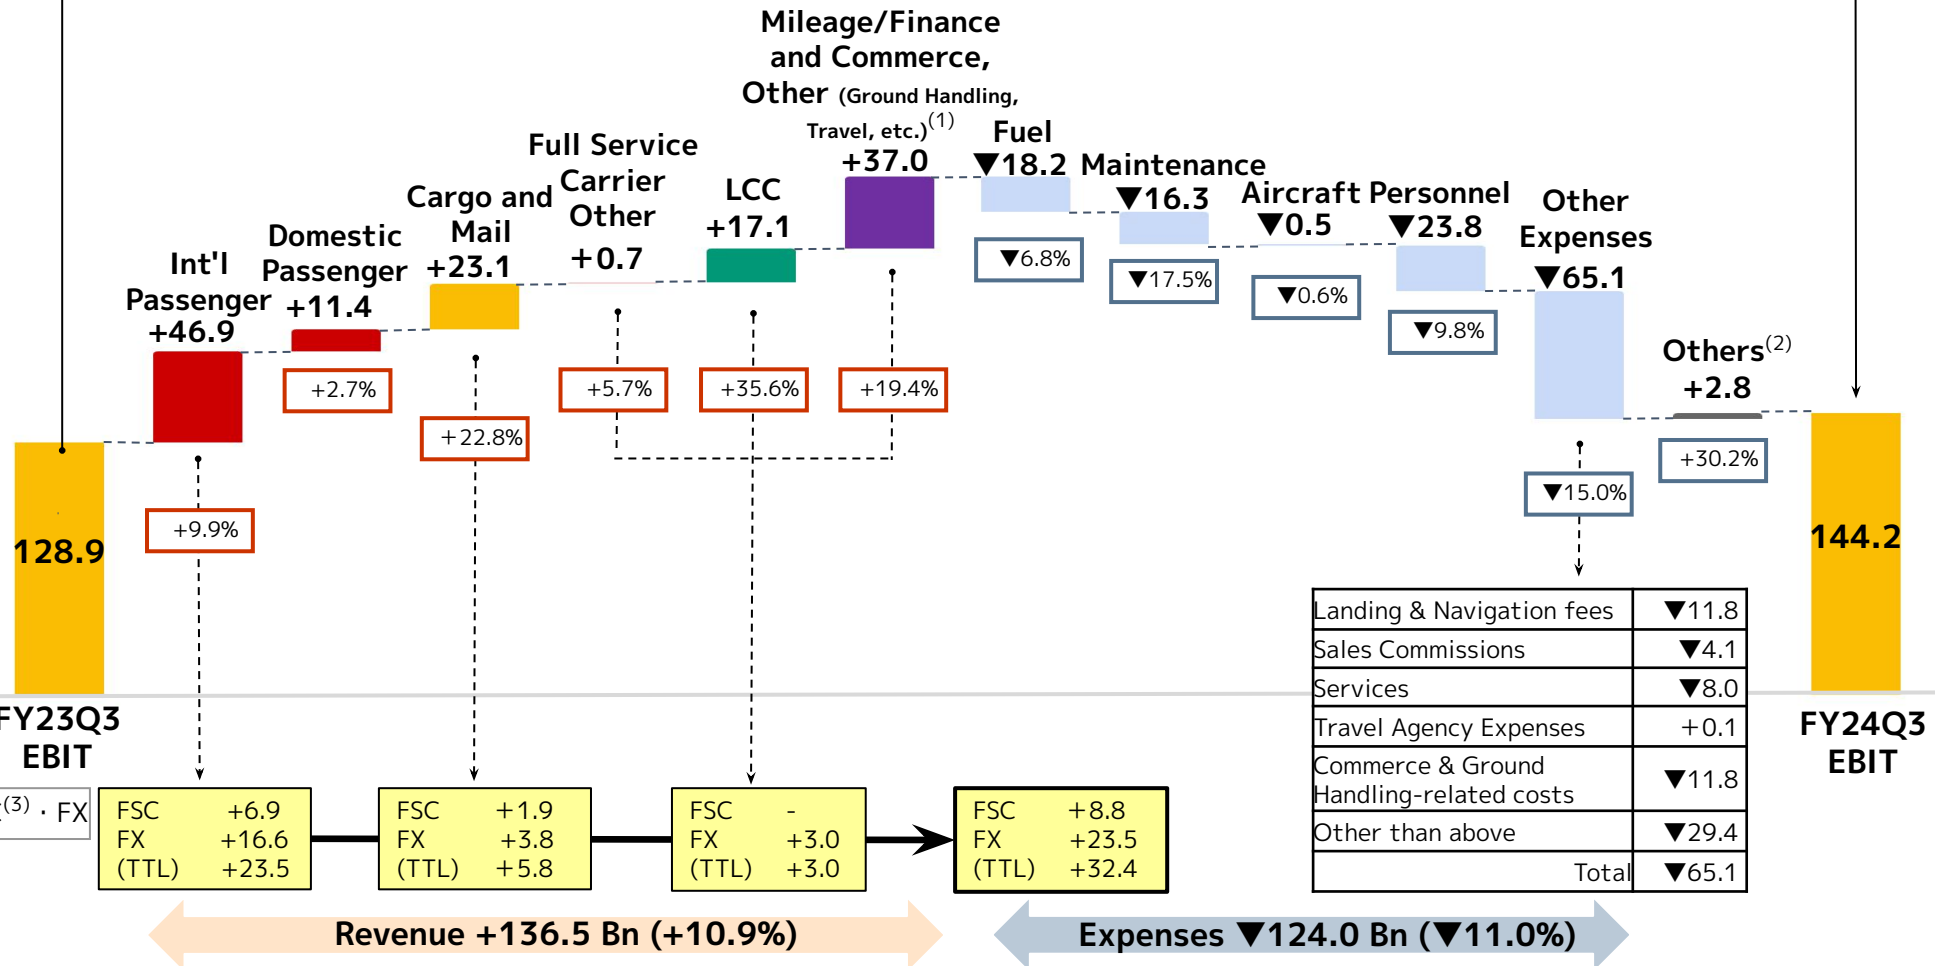 Mileage/Finance
and Commerce,
Other (Ground Handling,
Travel, etc.)(1)
+37.0
Full Service
Carrier
Other
+0.7
LCC
+17.1
Cargo and
Mail
+23.1
Domestic
Passenger
+11.4
Int'l
Passenger
+46.9
Fuel
▼18.2
Maintenance
▼16.3
Aircraft
▼0.5
Personnel
▼23.8
Other
Expenses
▼65.1
Others(2)
+2.8
+9.9%
+2.7%
+22.8%
+5.7%
+35.6%
+19.4%
▼6.8%
▼17.5%
▼0.6%
▼9.8%
▼15.0%
+30.2%
128.9
144.2
FY23Q3
EBIT
FY24Q3
EBIT
Landing & Navigation fees ▼11.8
Sales Commissions ▼4.1
Services ▼8.0
Travel Agency Expenses +0.1
Commerce & Ground
Handling-related costs ▼11.8
Other than above ▼29.4
Total ▼65.1
(3) · FX
FSC +6.9
FX +16.6
(TTL) +23.5
FSC +1.9
FX +3.8
(TTL) +5.8
FSC -
FX +3.0
(TTL) +3.0
FSC +8.8
FX +23.5
(TTL) +32.4
Revenue +136.5 Bn (+10.9%)
Expenses ▼124.0 Bn (▼11.0%)